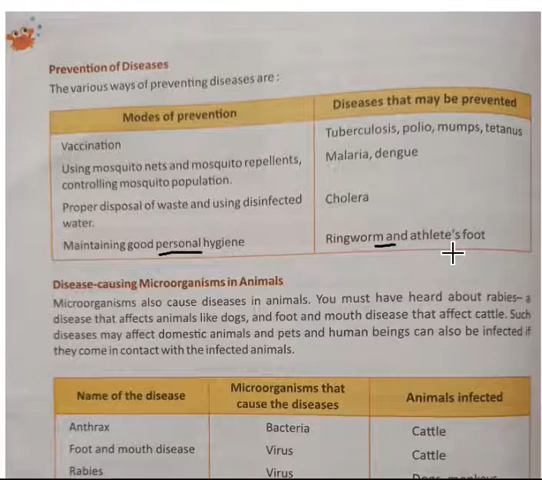 Prevention of Diseases
The various ways of preventing diseases are :
Modes of prevention
Diseases that may be prevented
Vaccination
Tuberculosis, polio, mumps, tetanus
Using mosquito nets and mosquito repellents,
controlling mosquito population.
Malaria, dengue
Proper disposal of waste and using disinfected
water.
Cholera
Maintaining good personal hygiene
Ringworm and athlete's foot
Disease-causing Microorganisms in Animals
Microorganisms also cause diseases in animals. You must have heard about rabies– a
disease that affects animals like dogs, and foot and mouth disease that affect cattle. Such
diseases may affect domestic animals and pets and human beings can also be infected if
they come in contact with the infected animals.
Name of the disease
Microorganisms that
cause the diseases
Animals infected
Anthrax
Bacteria
Cattle
Foot and mouth disease
Virus
Cattle
Rabies
Virus